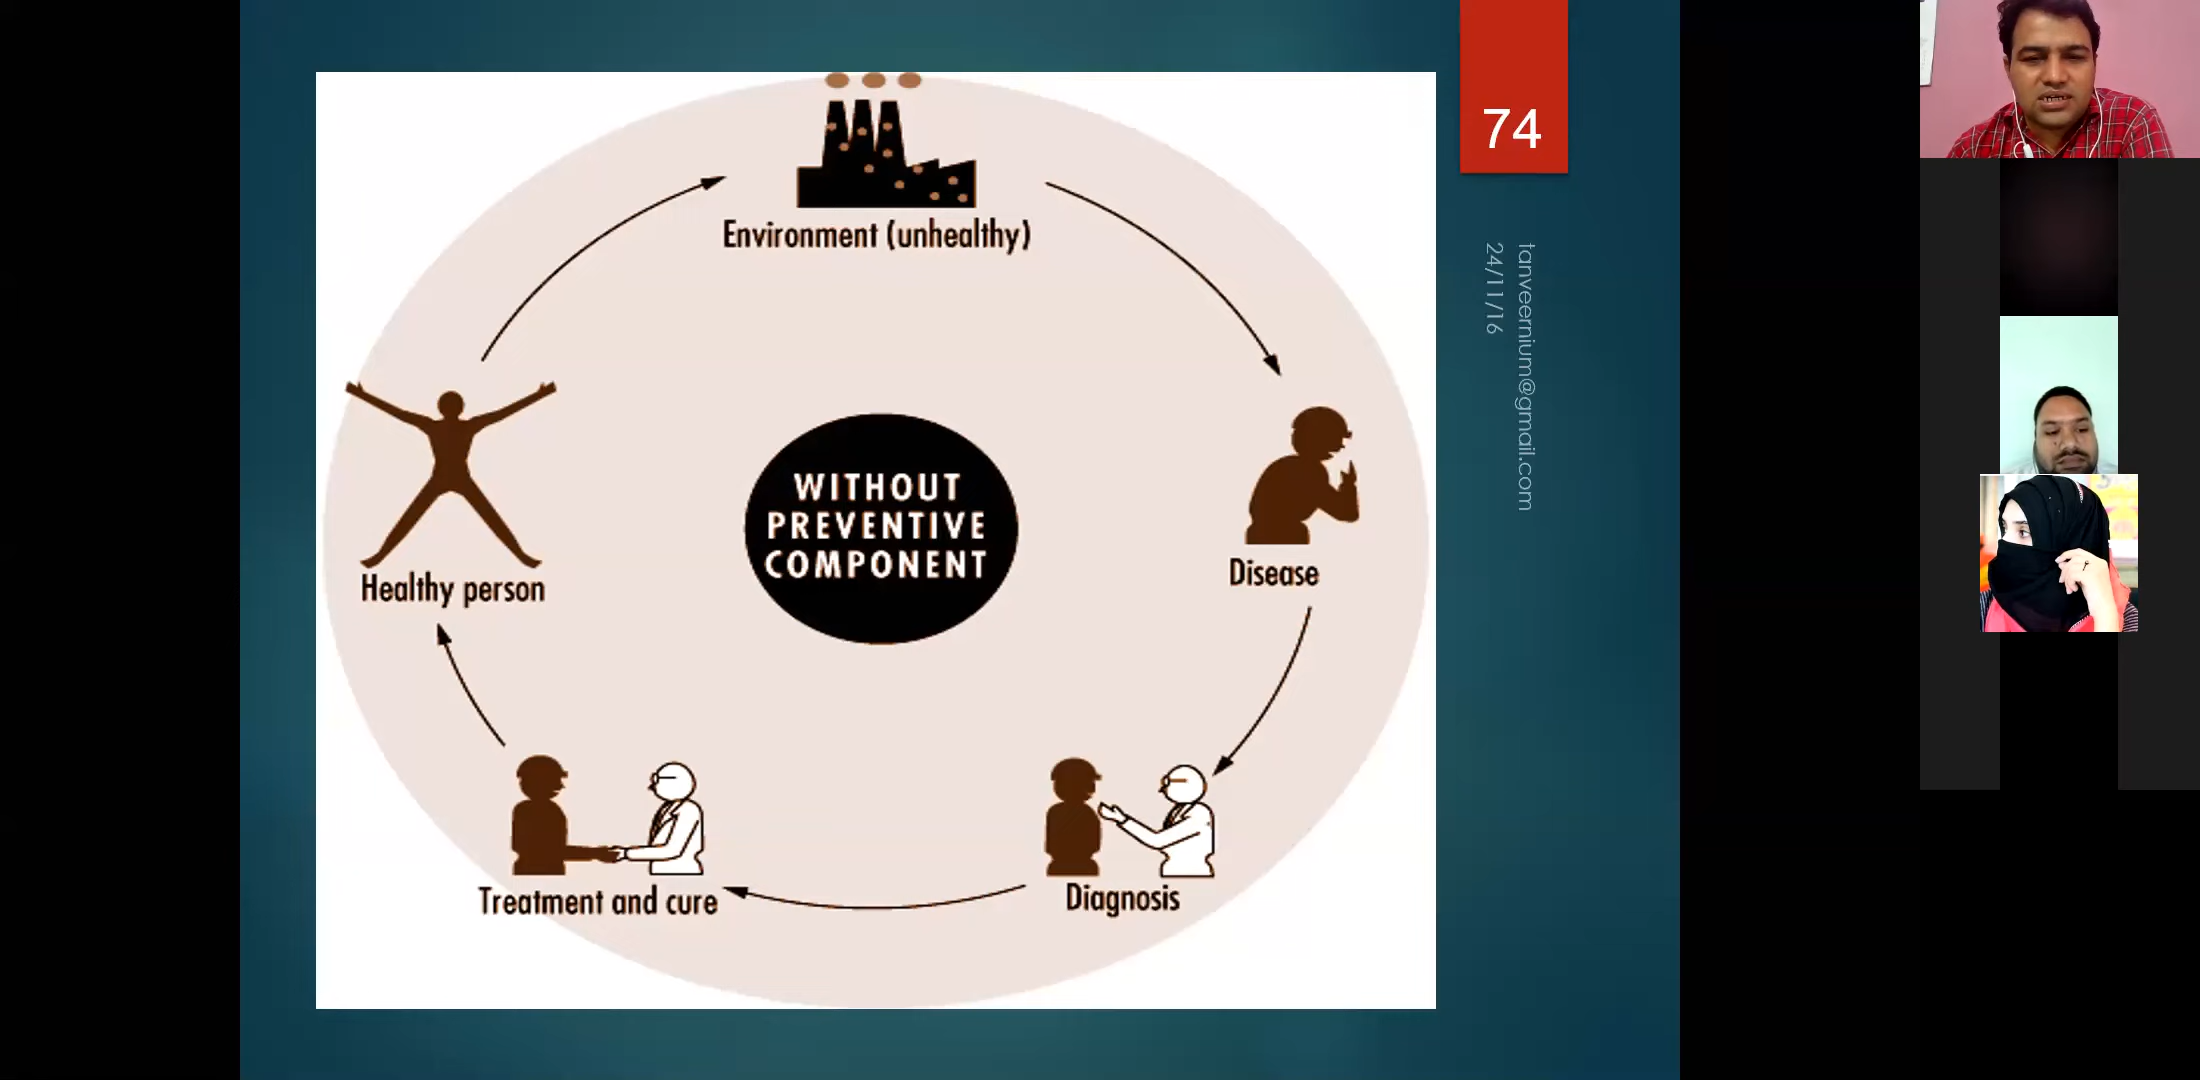 74
Environment (unhealthy)
WITHOUT
PREVENTIVE
COMPONENT
Disease
Healthy person
Treatment and cure
Diagnosis
tanveernium@gmail.com
24/11/16